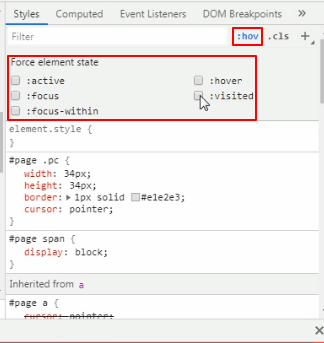 Styles Computed Event Listeners DOM Breakpoints »
Filter :hov .cls +
Force element state
:active :hover
:focus :visited
:focus-within
element.style {
}
#page .pc {
width: 34px;
height: 34px;
border: 1px solid #e1e2e3;
cursor: pointer;
}
#page span {
display: block;
}
Inherited from a
#page a {
cursor: pointer;